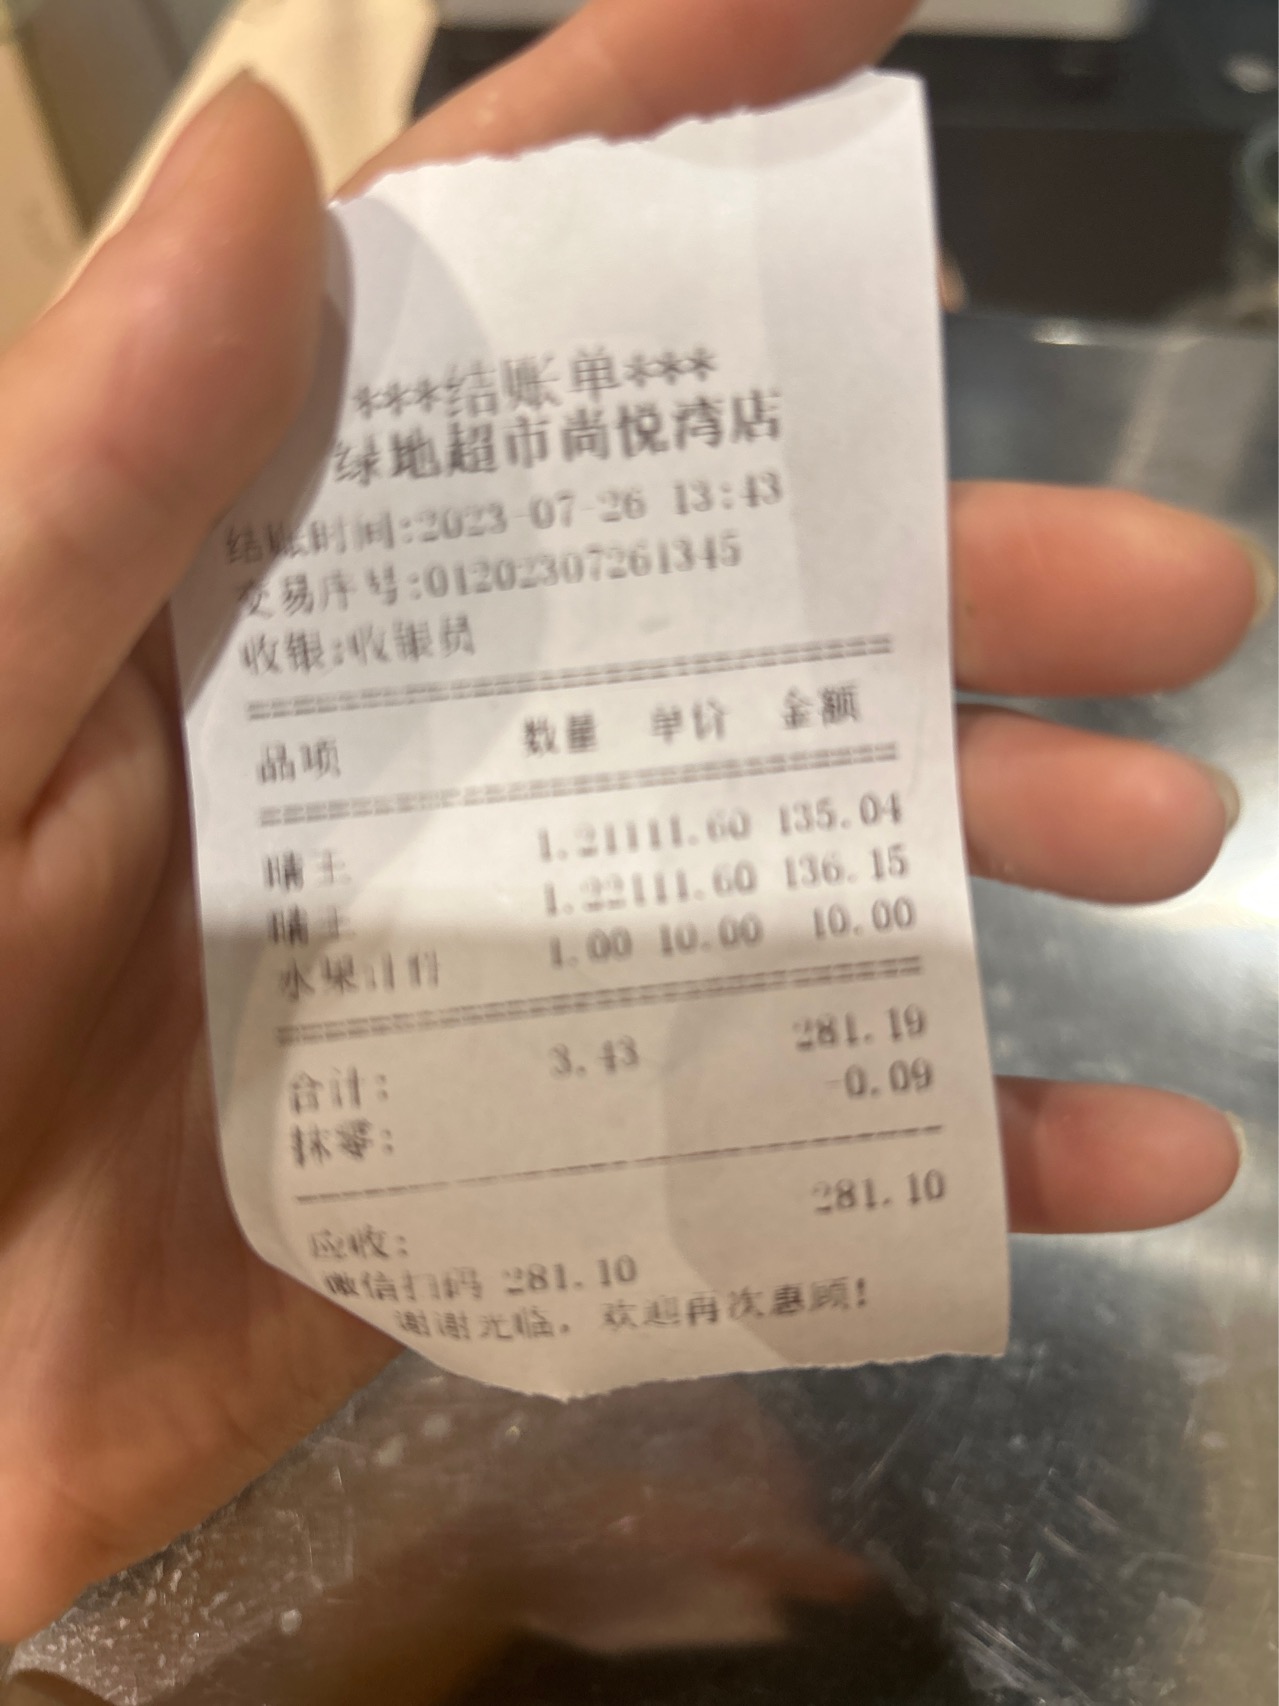 ***结账单***
绿地超市尚悦湾店
结账时间:2023-07-26 13:43
交易序号:01202307261345
收银:收银员
品项 数量 单价 金额
晴王 1.21111.60 135.04
晴王 1.22111.60 136.15
水果 1.00 10.00 10.00
合计: 3.43 281.19
抹零: -0.09
应收: 281.10
微信扫码 281.10
谢谢光临，欢迎再次惠顾!